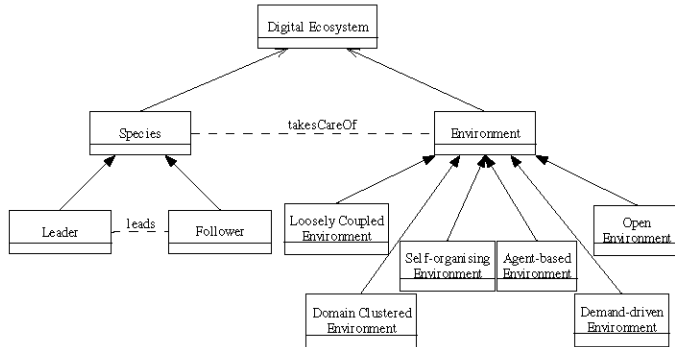 Digital Ecosystem
Species
takesCareOf
Environment
Leader
leads
Follower
Loosely Coupled
Environment
Open
Environment
Self-organising
Environment
Agent-based
Environment
Domain Clustered
Environment
Demand-driven
Environment